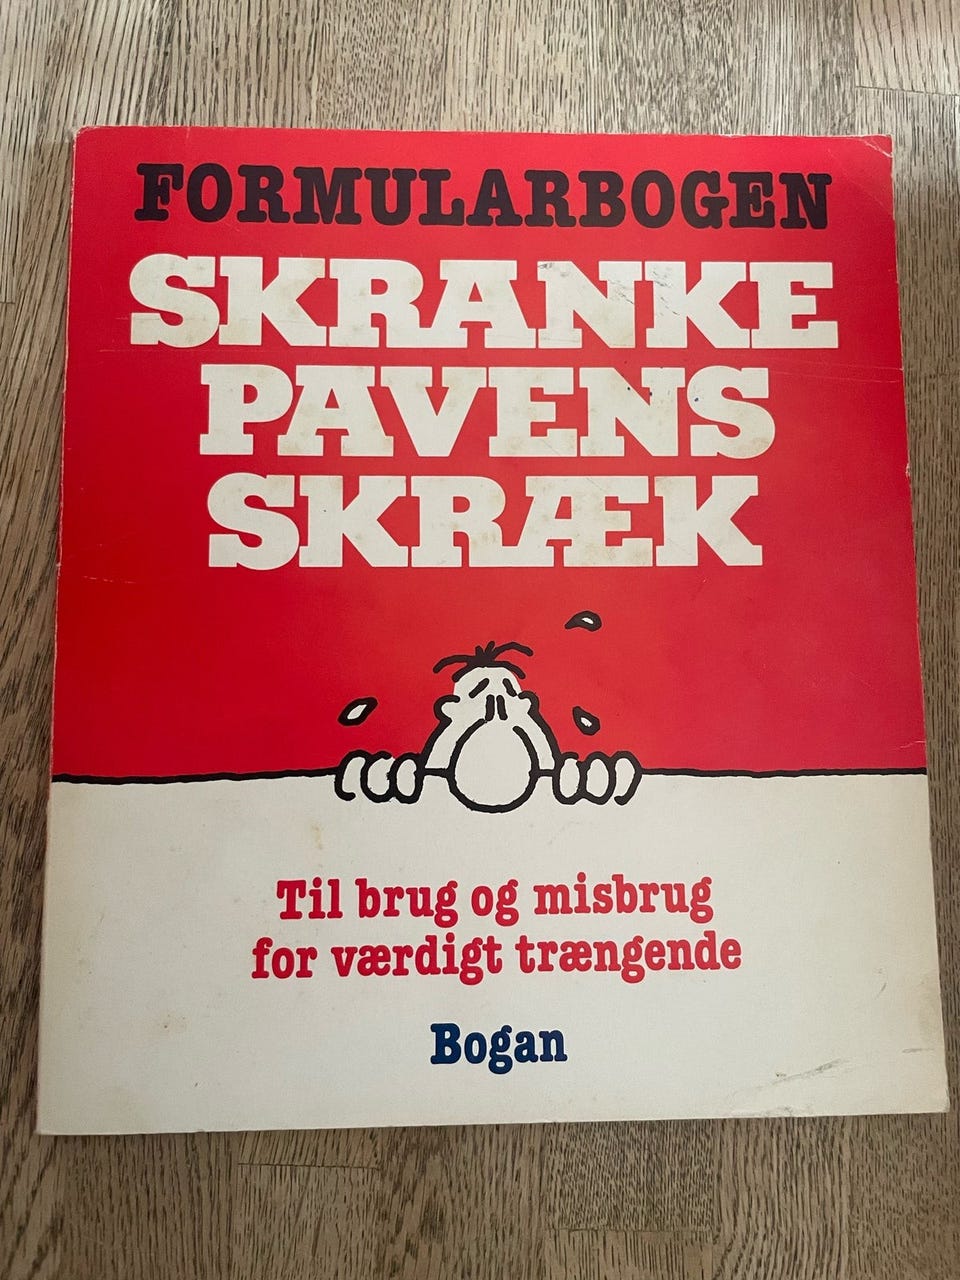 FORMULARBOGEN
SKRANKE
PAVENS
SKRÆK
Til brug og misbrug
for værdigt trængende
Bogan